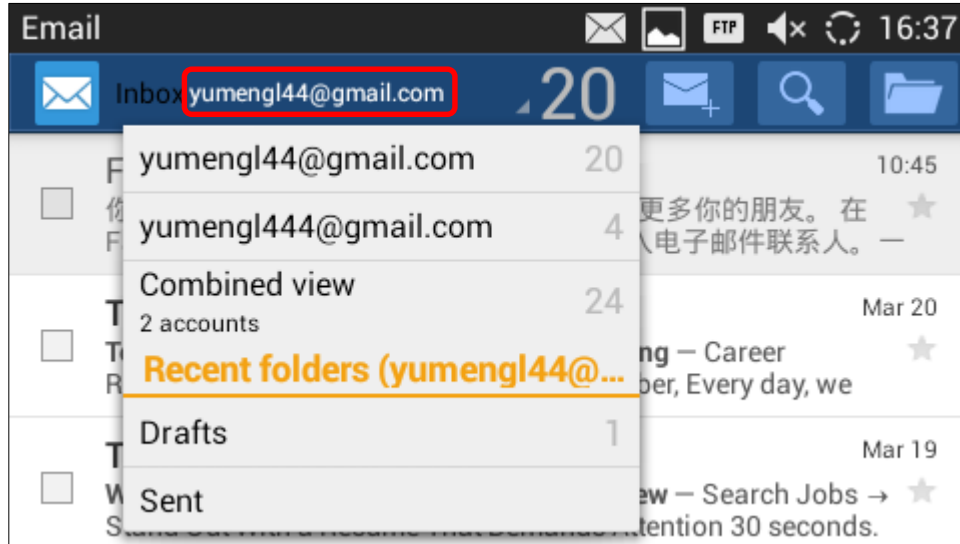 Email FTP 16:37
Inbox yumengl44@gmail.com 20
yumengl44@gmail.com 20
10:45
yumengl444@gmail.com 4
更多你的朋友。 在
电子邮件联系人。 一
Combined view 24
2 accounts
Mar 20
Recent folders (yumengl44@...
ng — Career
ber, Every day, we
Drafts 1
Mar 19
Sent
ew — Search Jobs →
tention 30 seconds.